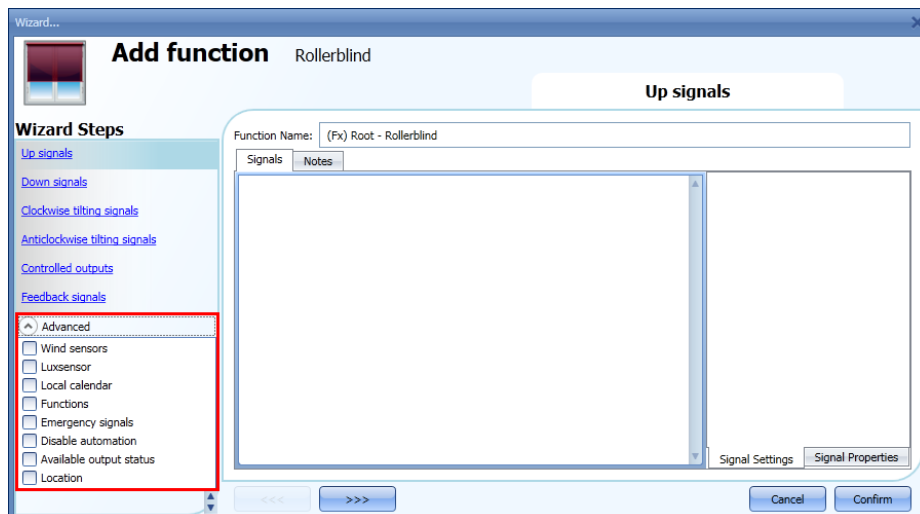 Wizard...
Add function Rollerblind
Up signals
Wizard Steps
Up signals
Down signals
Clockwise tilting signals
Anticlockwise tilting signals
Controlled outputs
Feedback signals
Advanced
Wind sensors
Luxsensor
Local calendar
Functions
Emergency signals
Disable automation
Available output status
Location
Function Name: (Fx) Root - Rollerblind
Signals Notes
Signal Settings Signal Properties
<<< >>> Cancel Confirm